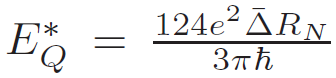 $E_Q^* = \frac{124e^2 \bar{\Delta} R_N}{3\pi\hbar}$